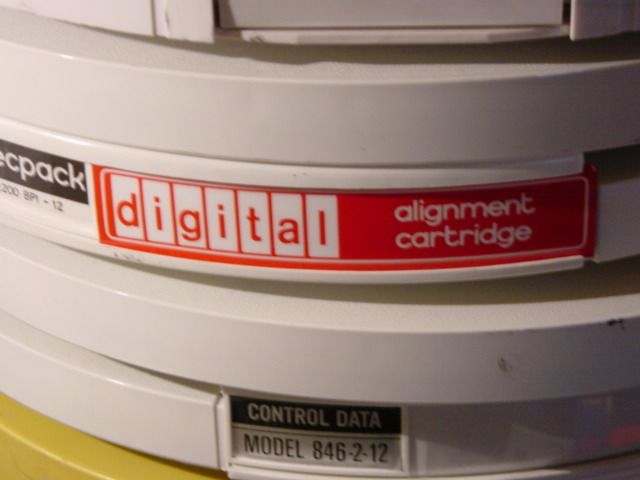 ecpack
200 BPI - 12
digital
alignment
cartridge
CONTROL DATA
MODEL 846-2-12